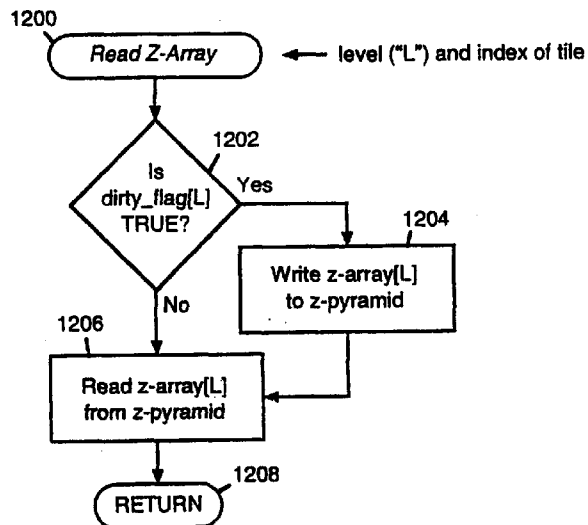 1200
Read Z-Array
level ("L") and index of tile
1202
Is
dirty_flag[L]
TRUE?
Yes
1204
Write z-array[L]
to z-pyramid
No
1206
Read z-array[L]
from z-pyramid
1208
RETURN